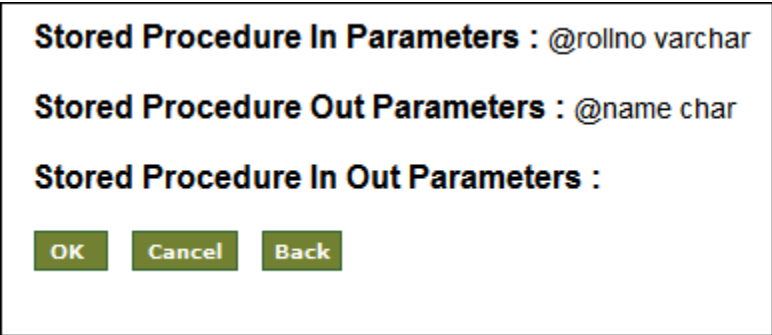 Stored Procedure In Parameters : @rollno varchar
Stored Procedure Out Parameters : @name char
Stored Procedure In Out Parameters :
OK Cancel Back